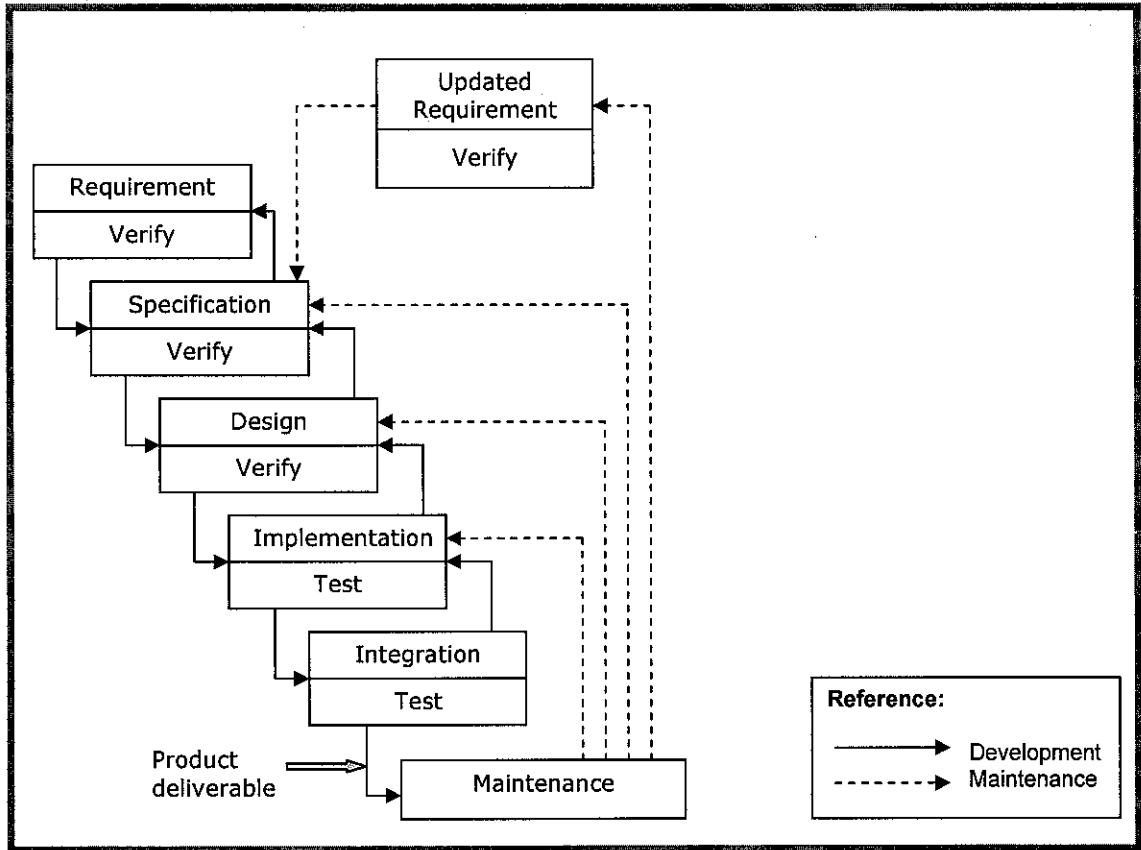 Updated
Requirement
Verify
Requirement
Verify
Specification
Verify
Design
Verify
Implementation
Test
Integration
Test
Product
deliverable
Maintenance
Reference:
Development
Maintenance